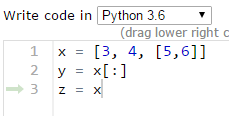 Write code in Python 3.6
(drag lower right c
1 x = [3, 4, [5,6]]
2 y = x[:]
3 z = x